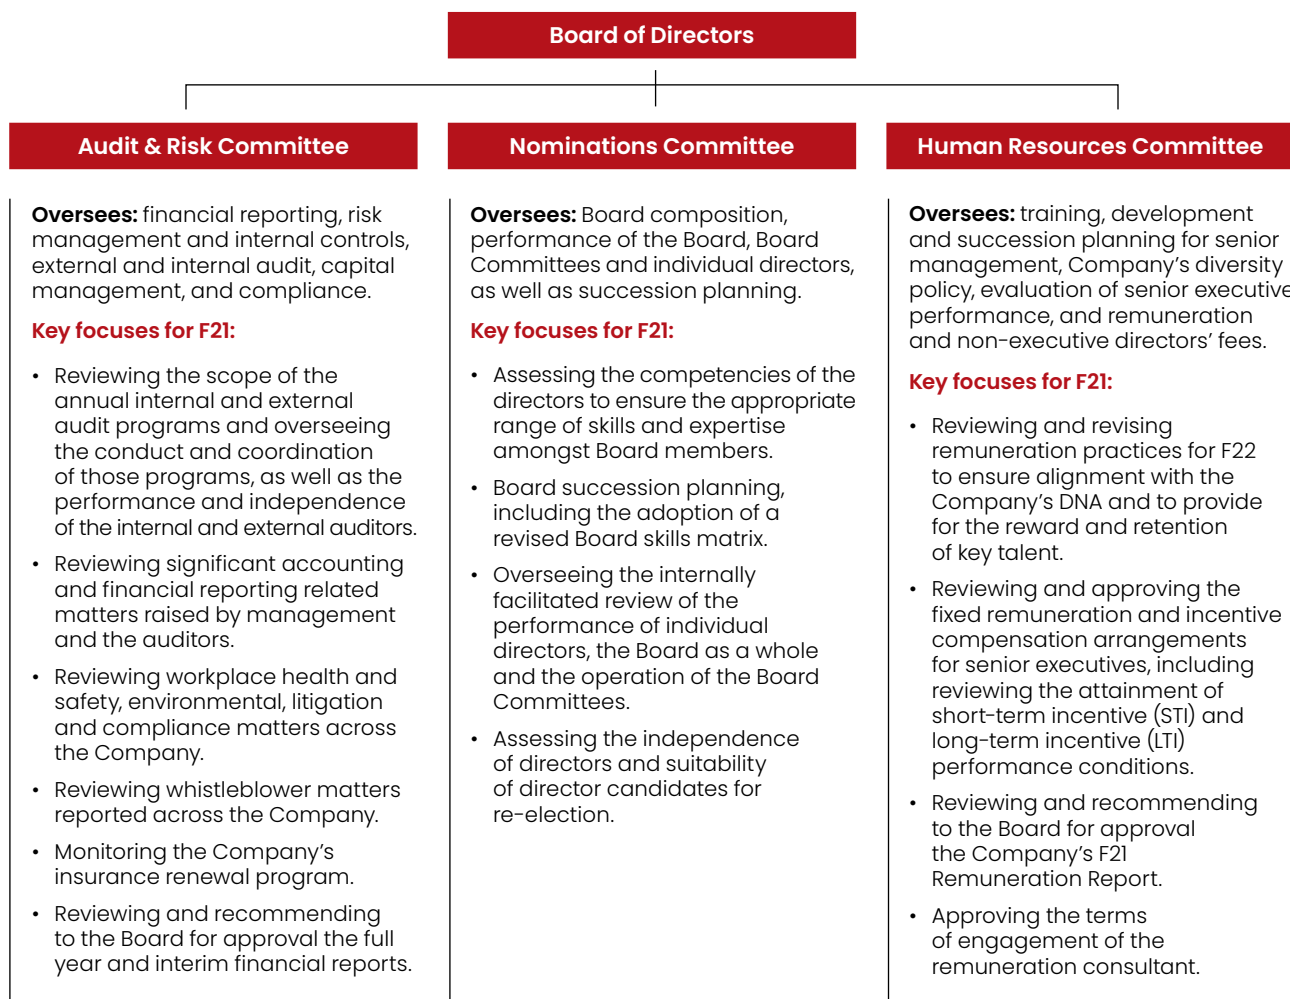 Board of Directors
Audit & Risk Committee
Oversees: financial reporting, risk
management and internal controls,
external and internal audit, capital
management, and compliance.
Key focuses for F21:
• Reviewing the scope of the
annual internal and external
audit programs and overseeing
the conduct and coordination
of those programs, as well as the
performance and independence
of the internal and external auditors.
• Reviewing significant accounting
and financial reporting related
matters raised by management
and the auditors.
• Reviewing workplace health and
safety, environmental, litigation
and compliance matters across
the Company.
• Reviewing whistleblower matters
reported across the Company.
• Monitoring the Company’s
insurance renewal program.
• Reviewing and recommending
to the Board for approval the full
year and interim financial reports.
Nominations Committee
Oversees: Board composition,
performance of the Board, Board
Committees and individual directors,
as well as succession planning.
Key focuses for F21:
• Assessing the competencies of the
directors to ensure the appropriate
range of skills and expertise
amongst Board members.
• Board succession planning,
including the adoption of a
revised Board skills matrix.
• Overseeing the internally
facilitated review of the
performance of individual
directors, the Board as a whole
and the operation of the Board
Committees.
• Assessing the independence
of directors and suitability
of director candidates for
re-election.
Human Resources Committee
Oversees: training, development
and succession planning for senior
management, Company’s diversity
policy, evaluation of senior executive
performance, and remuneration
and non-executive directors’ fees.
Key focuses for F21:
• Reviewing and revising
remuneration practices for F22
to ensure alignment with the
Company’s DNA and to provide
for the reward and retention
of key talent.
• Reviewing and approving the
fixed remuneration and incentive
compensation arrangements
for senior executives, including
reviewing the attainment of
short-term incentive (STI) and
long-term incentive (LTI)
performance conditions.
• Reviewing and recommending
to the Board for approval
the Company’s F21
Remuneration Report.
• Approving the terms
of engagement of the
remuneration consultant.